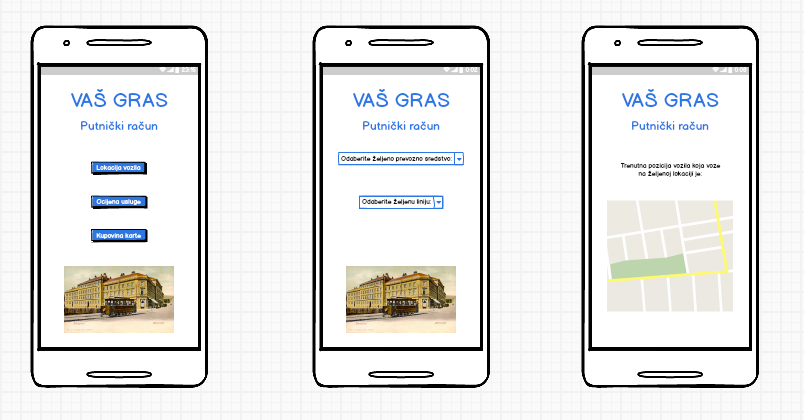 VAŠ GRAS
Putnički račun
Lokacija vozila
Ocijena usluge
Kupovina karte
VAŠ GRAS
Putnički račun
Odaberite željeno prevozno sredstvo:
Odaberite željenu liniju:
VAŠ GRAS
Putnički račun
Trenutna pozicija vozila koja voze
na željenoj lokaciji je: